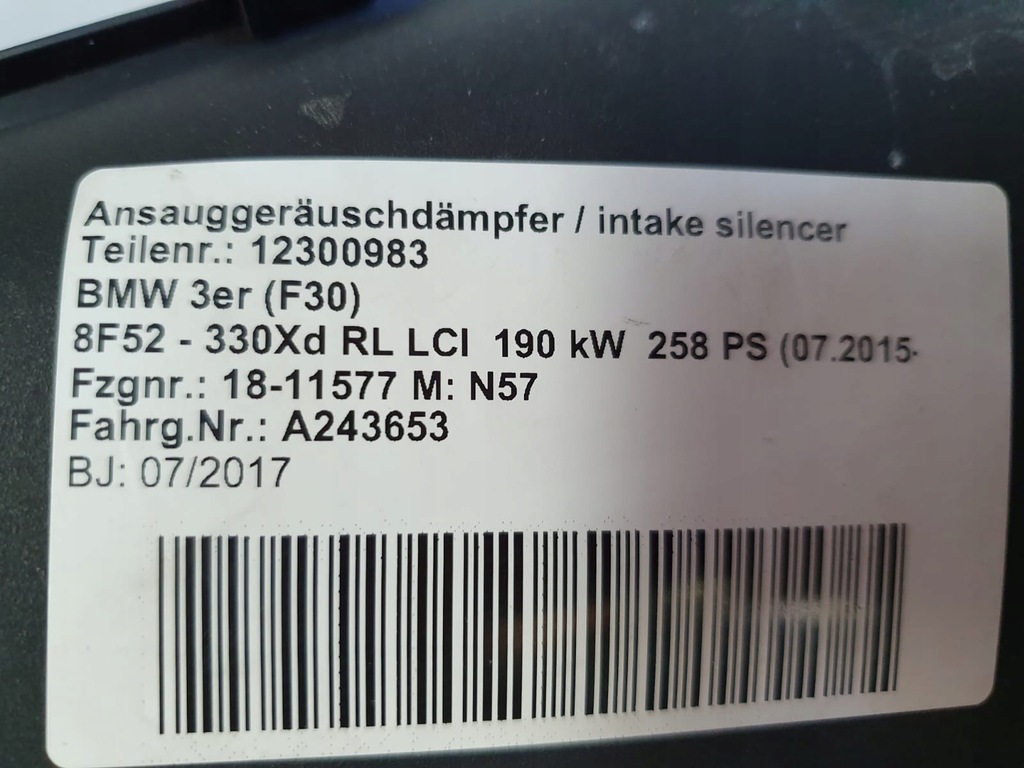 Ansauggeräuschdämpfer / intake silencer
Teilenr.: 12300983
BMW 3er (F30)
8F52 - 330Xd RL LCI 190 kW 258 PS (07.2015-
Fzgnr.: 18-11577 M: N57
Fahrg.Nr.: A243653
BJ: 07/2017